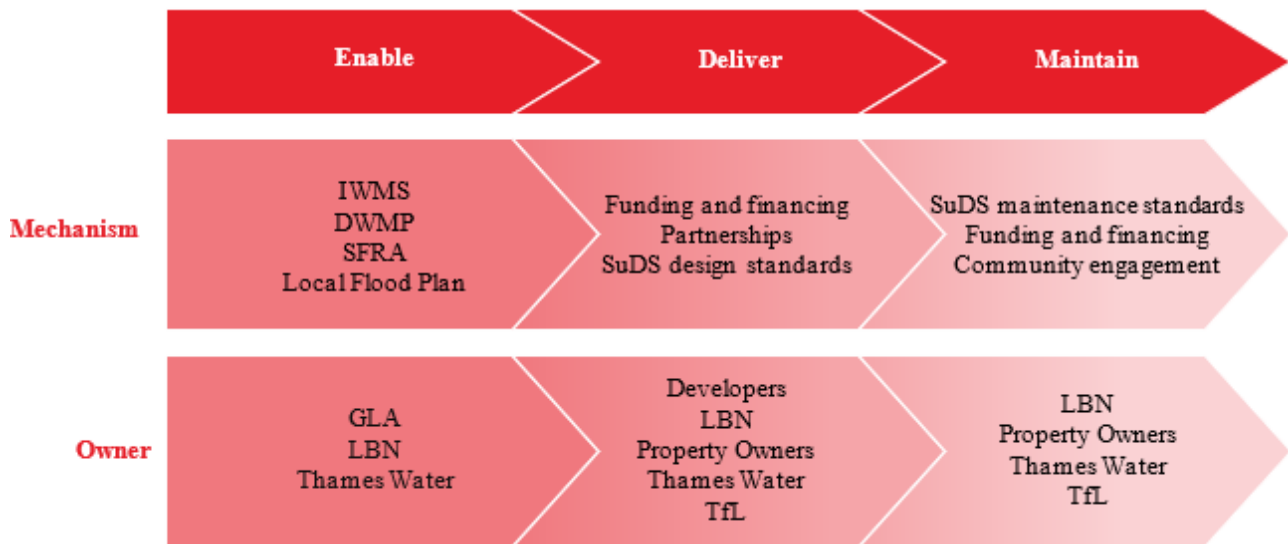 Enable
Deliver
Maintain
Mechanism
IWMS
DWMP
SFRA
Local Flood Plan
Funding and financing
Partnerships
SuDS design standards
SuDS maintenance standards
Funding and financing
Community engagement
Owner
GLA
LBN
Thames Water
Developers
LBN
Property Owners
Thames Water
TfL
LBN
Property Owners
Thames Water
TfL